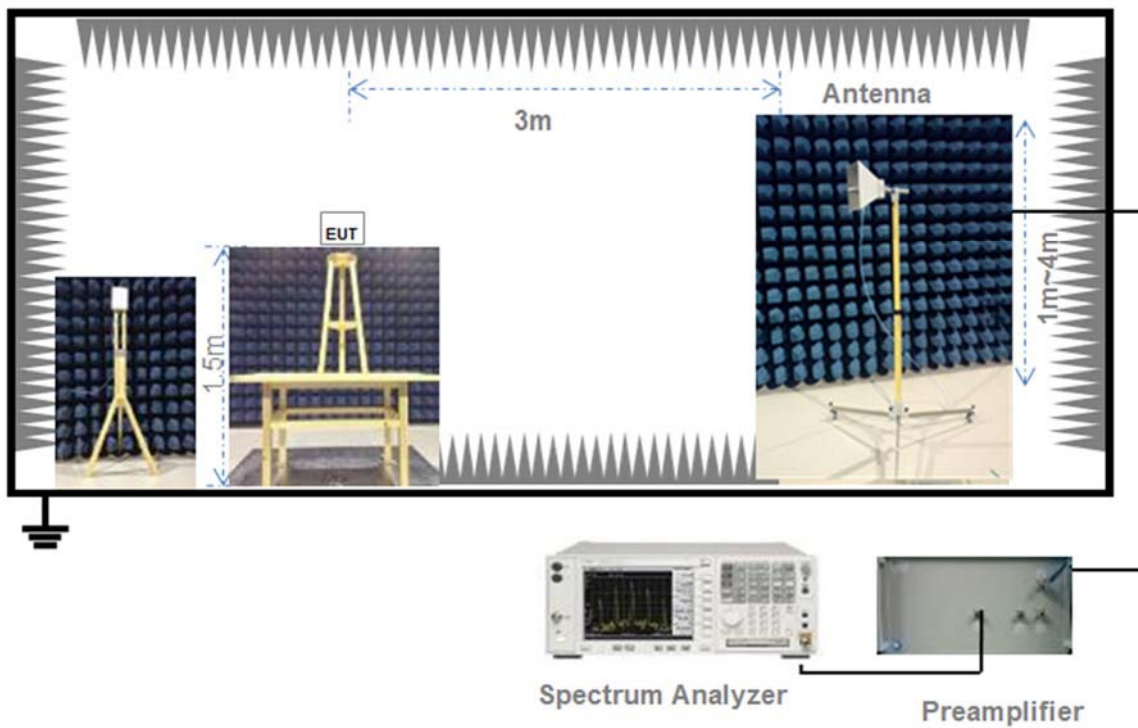 Antenna
3m
EUT
1.5m
1m~4m
Spectrum Analyzer
Preamplifier